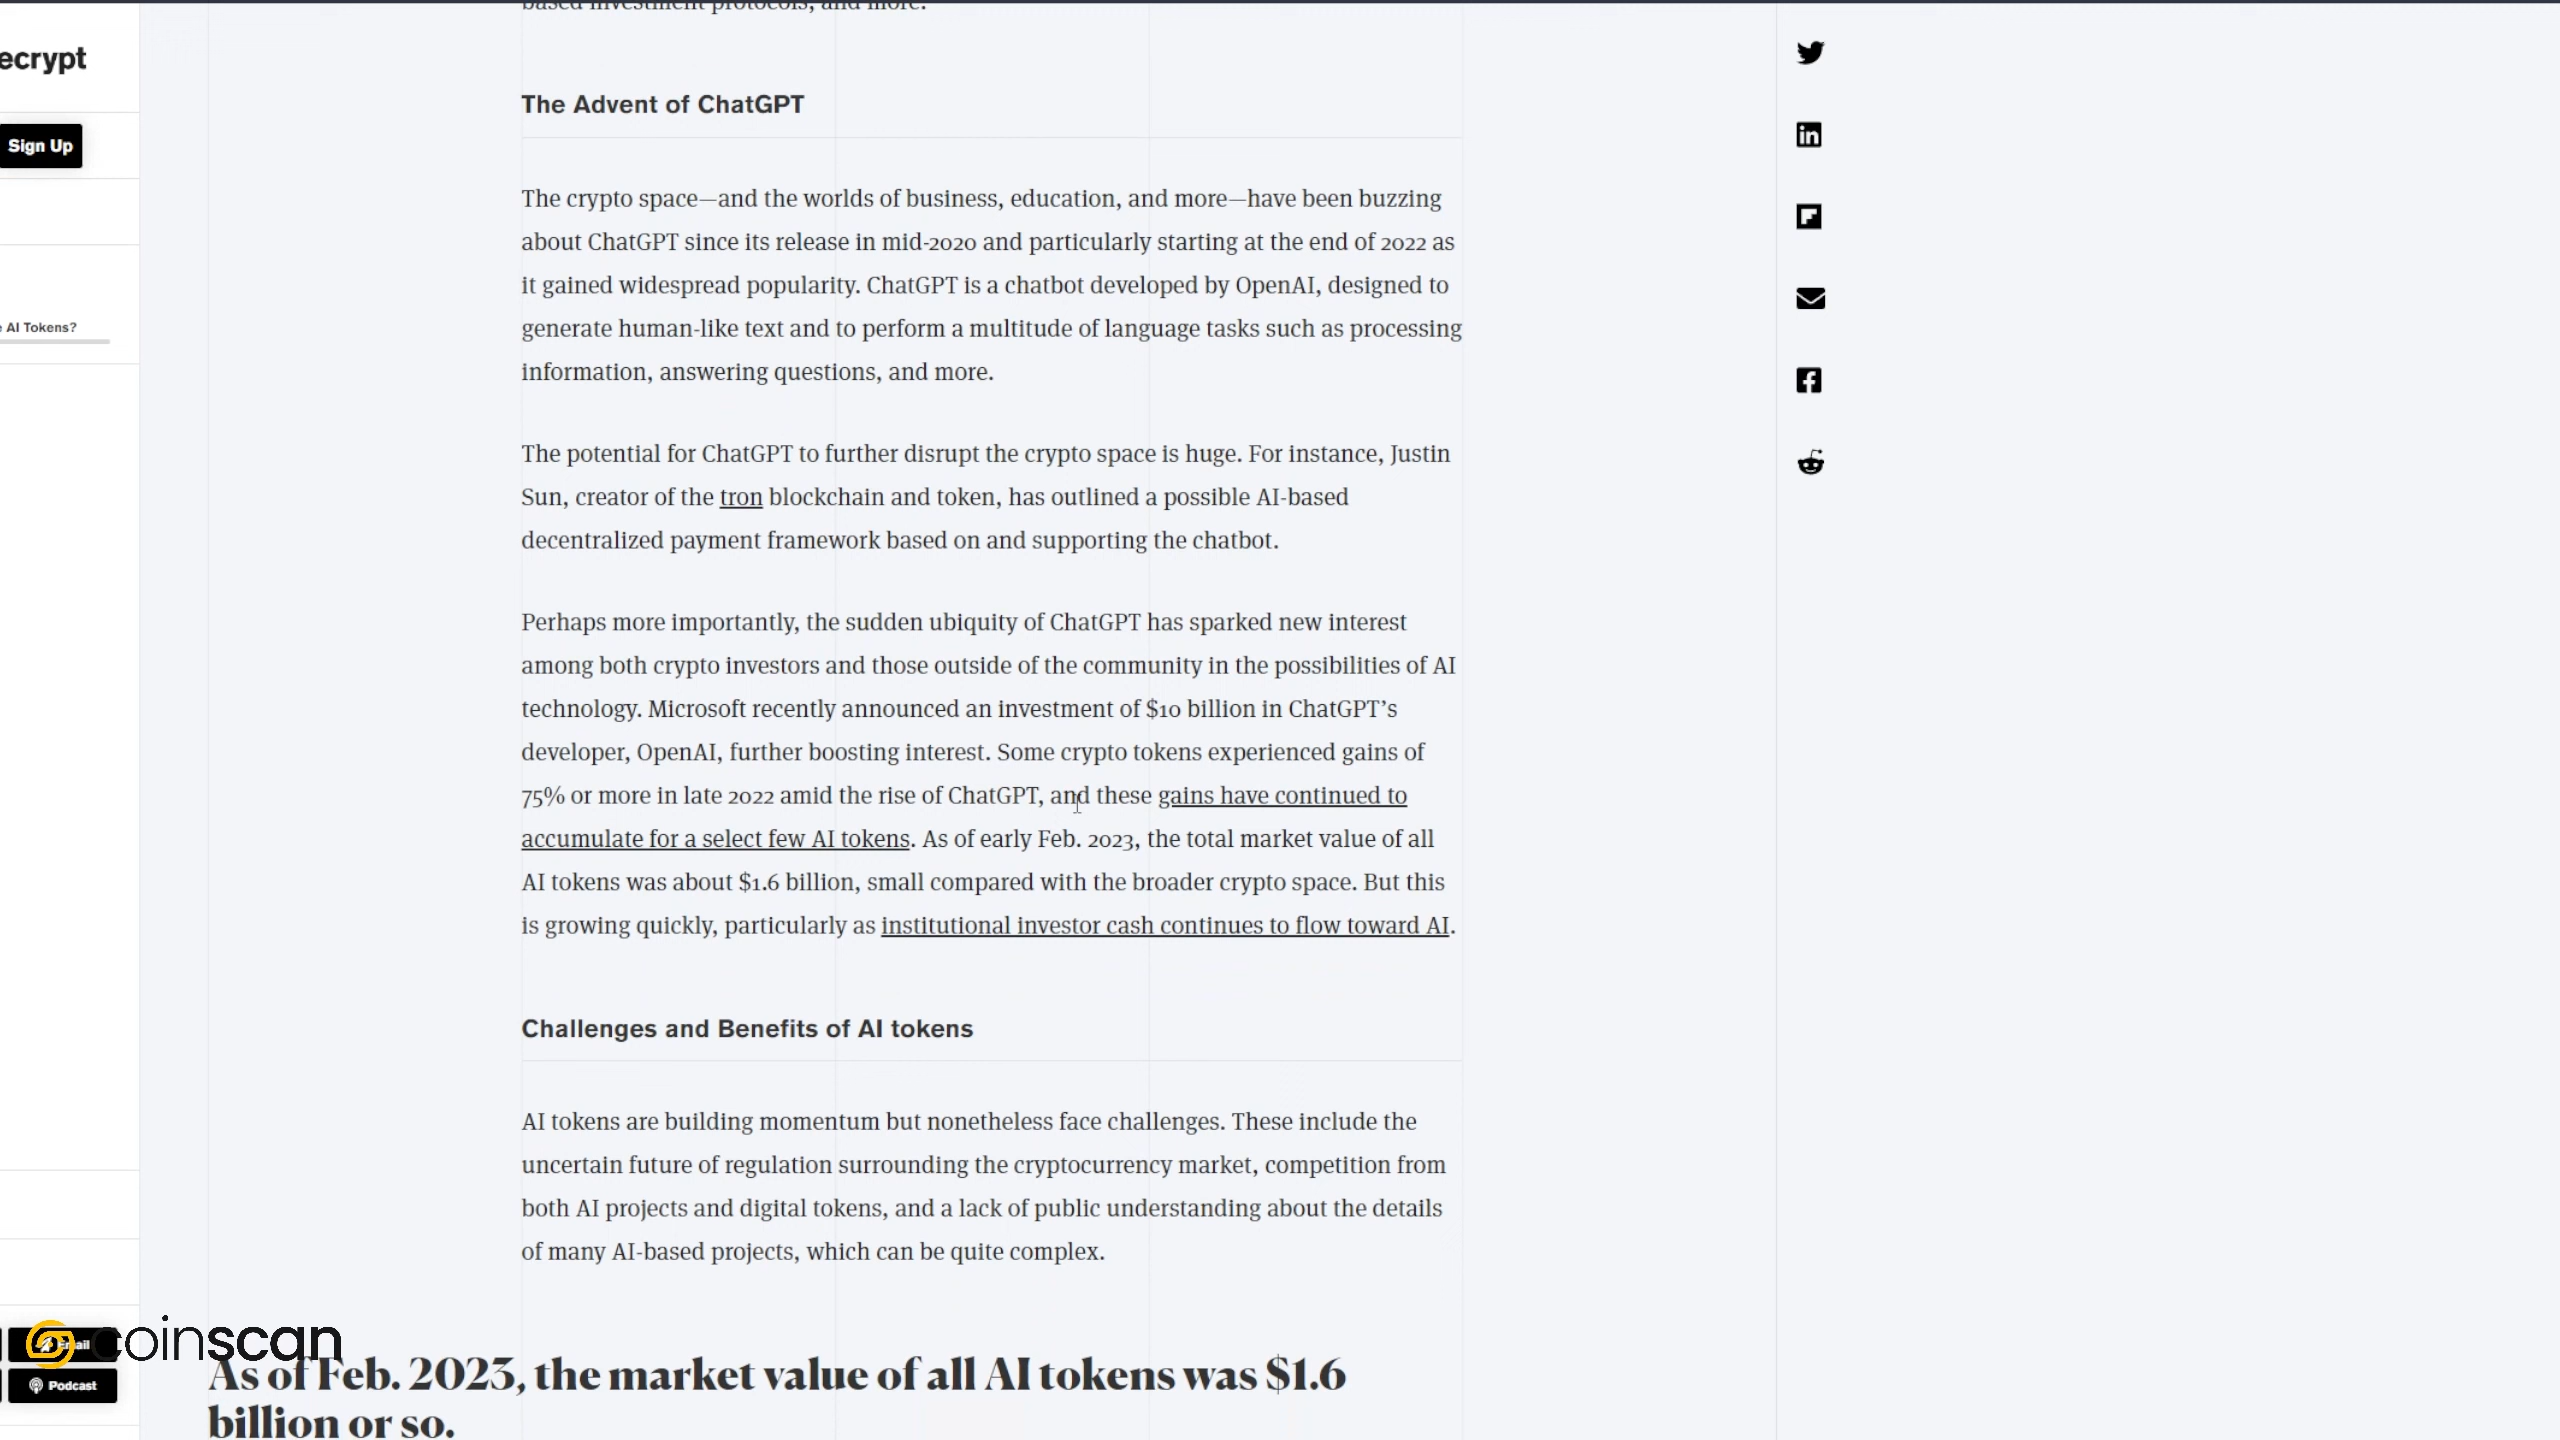 based investment protocols, and more.
ecrypt
Sign Up
AI Tokens?
The Advent of ChatGPT
The crypto space—and the worlds of business, education, and more—have been buzzing
about ChatGPT since its release in mid-2020 and particularly starting at the end of 2022 as
it gained widespread popularity. ChatGPT is a chatbot developed by OpenAI, designed to
generate human-like text and to perform a multitude of language tasks such as processing
information, answering questions, and more.
The potential for ChatGPT to further disrupt the crypto space is huge. For instance, Justin
Sun, creator of the tron blockchain and token, has outlined a possible AI-based
decentralized payment framework based on and supporting the chatbot.
Perhaps more importantly, the sudden ubiquity of ChatGPT has sparked new interest
among both crypto investors and those outside of the community in the possibilities of AI
technology. Microsoft recently announced an investment of $10 billion in ChatGPT’s
developer, OpenAI, further boosting interest. Some crypto tokens experienced gains of
75% or more in late 2022 amid the rise of ChatGPT, and these gains have continued to
accumulate for a select few AI tokens. As of early Feb. 2023, the total market value of all
AI tokens was about $1.6 billion, small compared with the broader crypto space. But this
is growing quickly, particularly as institutional investor cash continues to flow toward AI.
Challenges and Benefits of AI tokens
AI tokens are building momentum but nonetheless face challenges. These include the
uncertain future of regulation surrounding the cryptocurrency market, competition from
both AI projects and digital tokens, and a lack of public understanding about the details
of many AI-based projects, which can be quite complex.
coinscan
Podcast
As of Feb. 2023, the market value of all AI tokens was $1.6
billion or so.